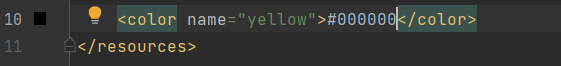 10 <color name="yellow">#000000</color>
11 </resources>